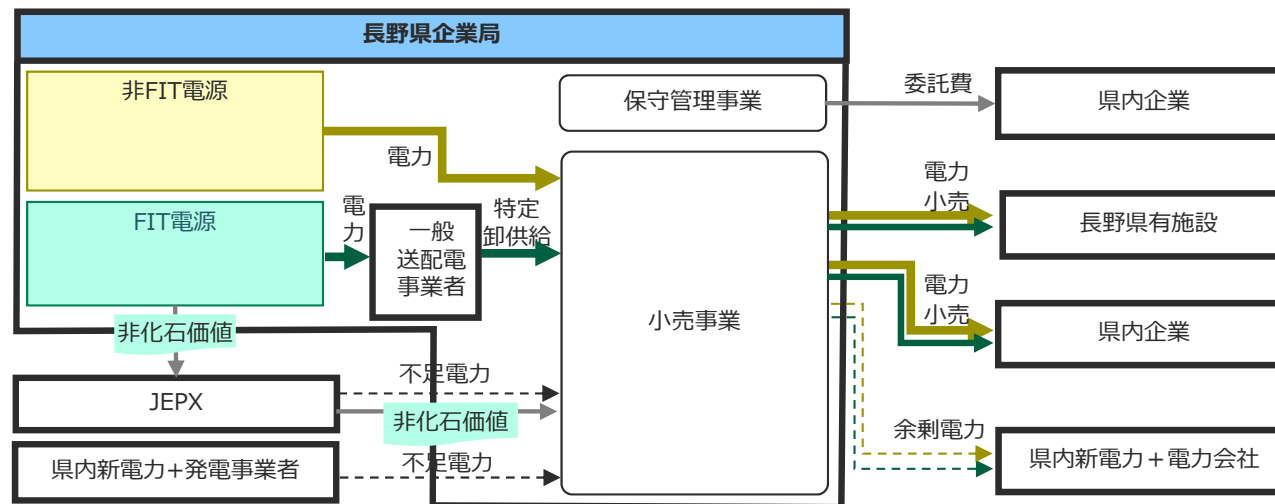 長野県企業局
非FIT電源
保守管理事業
委託費
県内企業
電力
電力
小売
FIT電源
電
力
一般
送配電
事業者
特定
卸供給
長野県有施設
小売事業
電力
小売
県内企業
非化石価値
JEPX
不足電力
非化石価値
余剰電力
県内新電力+発電事業者
不足電力
県内新電力+電力会社